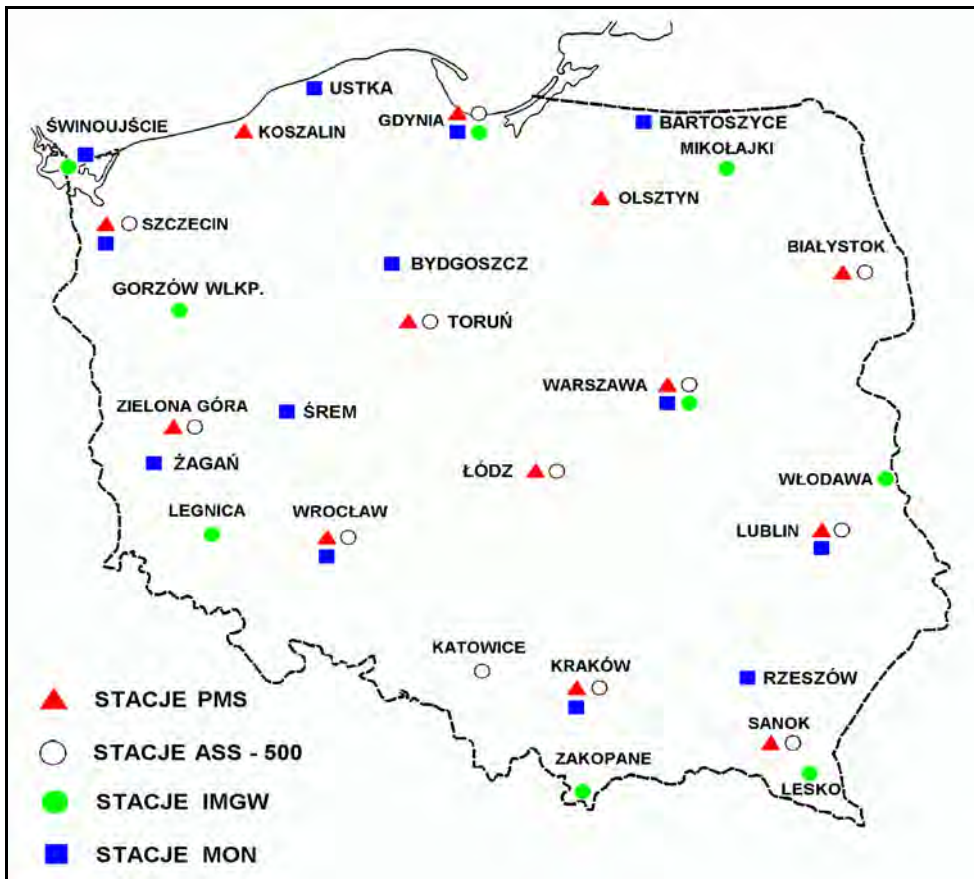 USTKA
GDYNIA
ŚWINOUJŚCIE
KOSZALIN
BARTOSZYCE
MIKOŁAJKI
OLSZTYN
SZCZECIN
BIAŁYSTOK
BYDGOSZCZ
GORZÓW WLKP.
TORUŃ
WARSZAWA
ZIELONA GÓRA
ŚREM
ŻAGAŃ
ŁÓDZ
WŁODAWA
LEGNICA
WROCŁAW
LUBLIN
KATOWICE
KRAKÓW
RZESZÓW
SANOK
ZAKOPANE
LESKO
STACJE PMS
STACJE ASS - 500
STACJE IMGW
STACJE MON